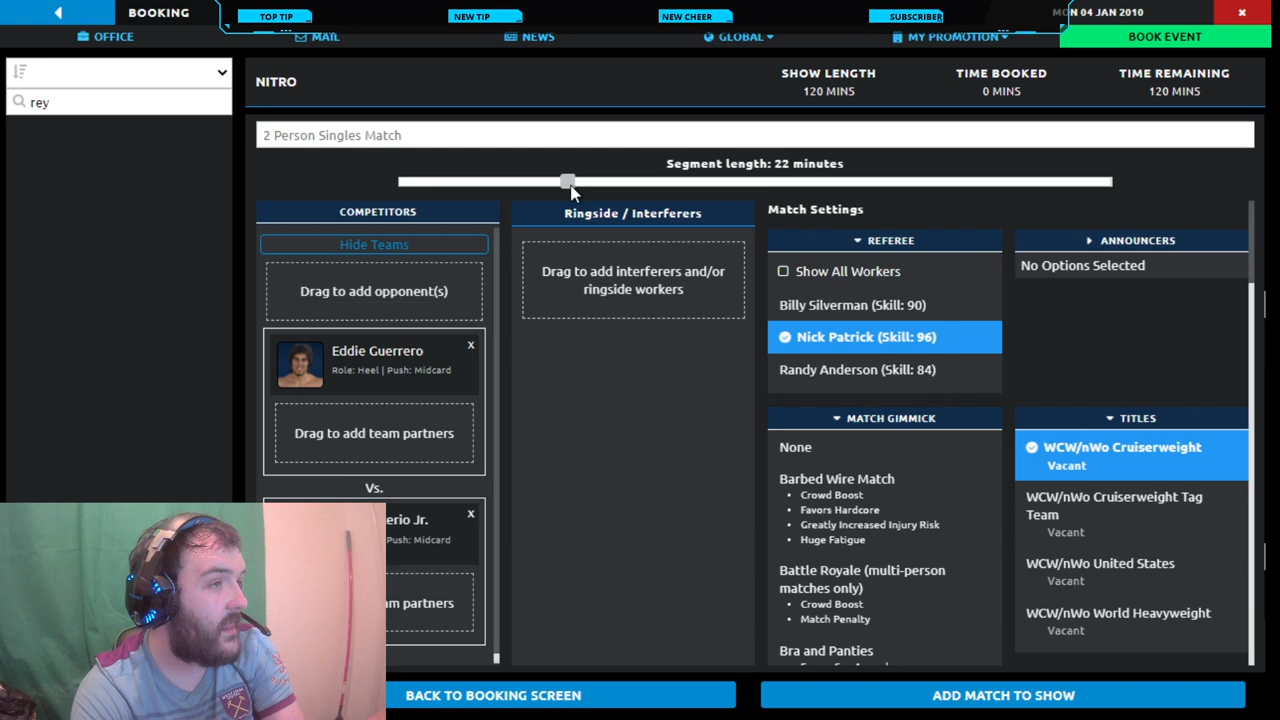 BOOKING
TOP TIP
NEW TIP
NEW CHEER
SUBSCRIBER
MON 04 JAN 2010
OFFICE
MAIL
NEWS
GLOBAL
MY PROMOTION
BOOK EVENT
rey
NITRO
SHOW LENGTH
120 MINS
TIME BOOKED
0 MINS
TIME REMAINING
120 MINS
2 Person Singles Match
Segment length: 22 minutes
COMPETITORS
Hide Teams
Drag to add opponent(s)
Eddie Guerrero
X
Role: Heel | Push: Midcard
Drag to add team partners
Vs.
erio Jr.
X
Push: Midcard
m partners
Ringside / Interferers
Drag to add interferers and/or
ringside workers
Match Settings
REFEREE
Show All Workers
Billy Silverman (Skill: 90)
Nick Patrick (Skill: 96)
Randy Anderson (Skill: 84)
ANNOUNCERS
No Options Selected
MATCH GIMMICK
None
Barbed Wire Match
• Crowd Boost
• Favors Hardcore
• Greatly Increased Injury Risk
• Huge Fatigue
Battle Royale (multi-person
matches only)
• Crowd Boost
• Match Penalty
Bra and Panties
TITLES
WCW/nWo Cruiserweight
Vacant
WCW/nWo Cruiserweight Tag
Team
Vacant
WCW/nWo United States
Vacant
WCW/nWo World Heavyweight
Vacant
BACK TO BOOKING SCREEN
ADD MATCH TO SHOW